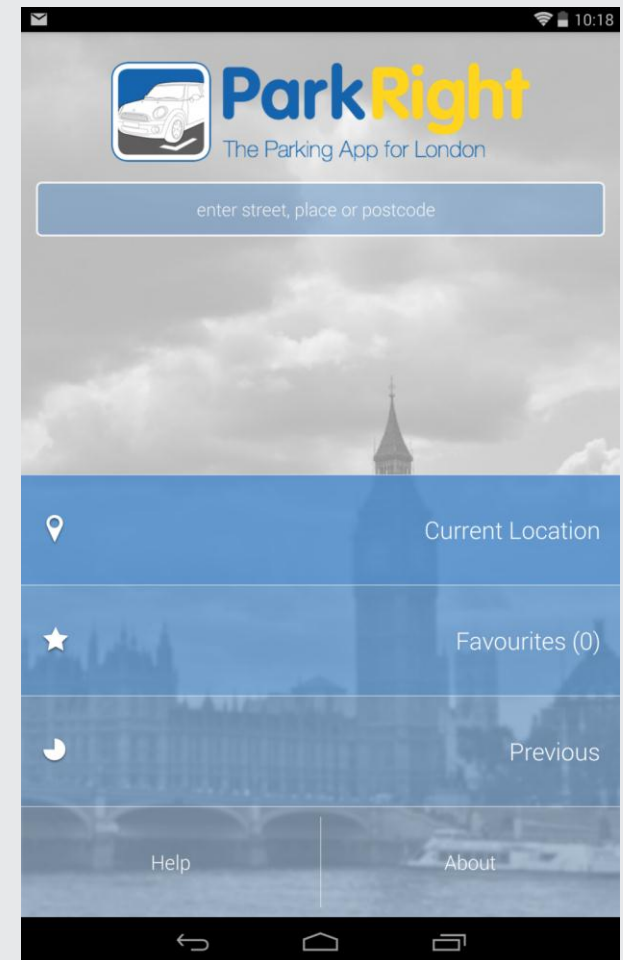 10:18
ParkRight
The Parking App for London
enter street, place or postcode
Current Location
Favourites (0)
Previous
Help
About